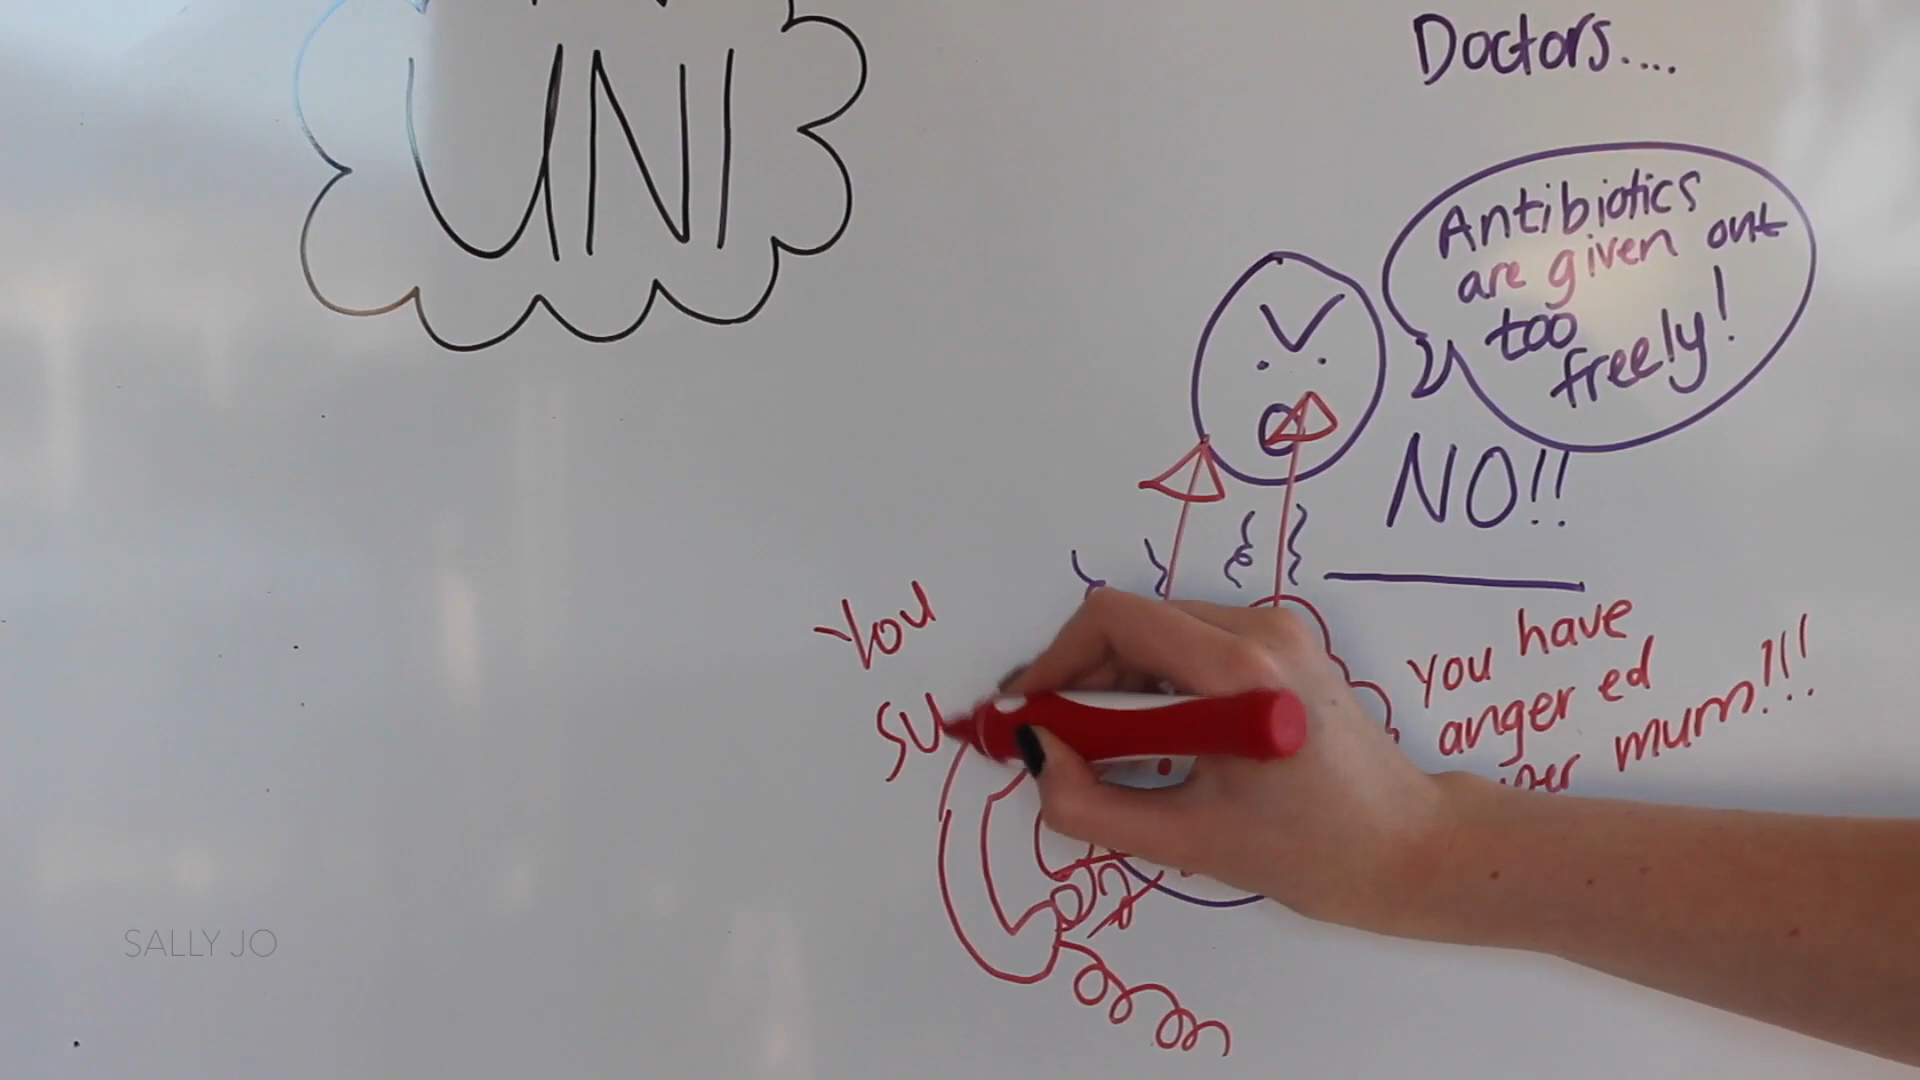 UNI
Doctors....
Antibiotics
are given out
too
freely!
NO!!
You
su
You have
angered
mum!!!
SALLY JO